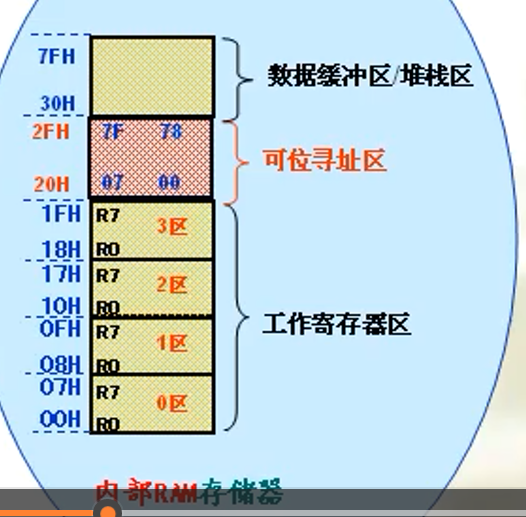 7FH
数据缓冲区/堆栈区
30H
2FH 7F 78
可位寻址区
20H 07 00
1FH R7
3区
18H R0
17H R7
2区
10H R0
工作寄存器区
0FH R7
1区
08H R0
07H R7
0区
00H R0
内部RAM存储器